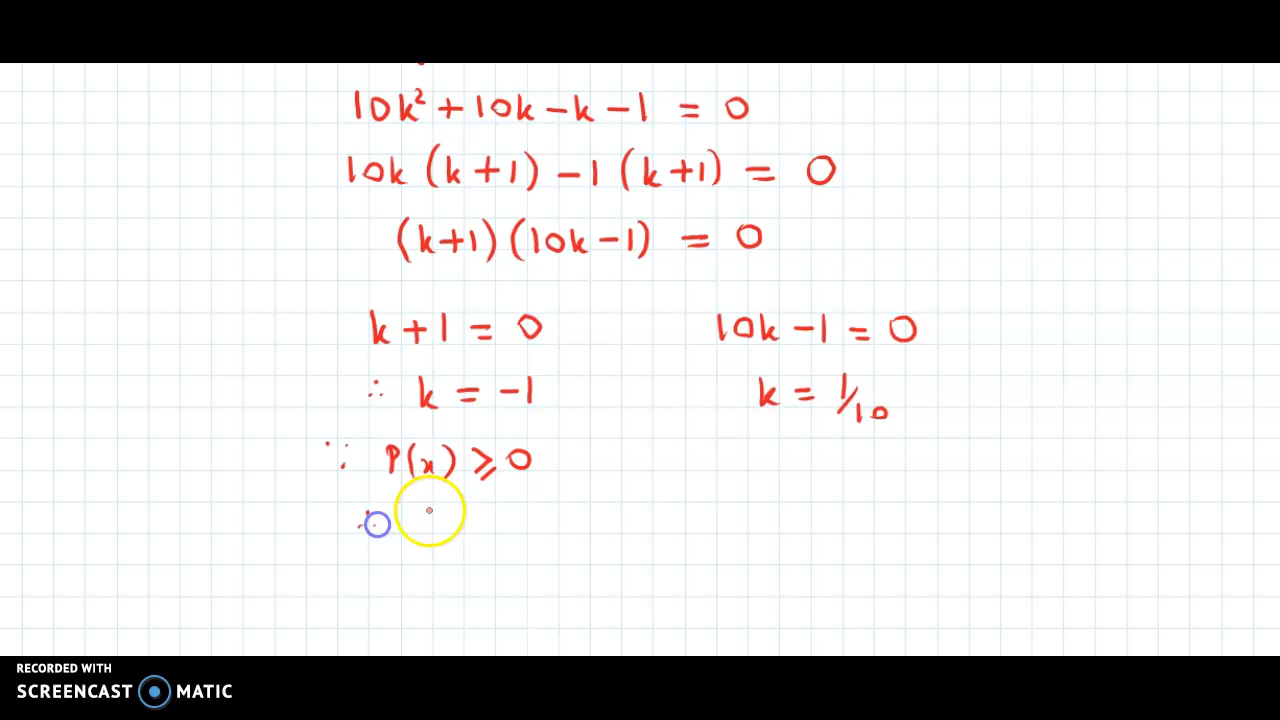 10k² + 10k - k - 1 = 0
10k (k+1) - 1 (k+1) = 0
(k+1) (10k - 1) = 0
k + 1 = 0 10k - 1 = 0
∴ k = -1 k = 1/10
∵ P(x) ≥ 0
∴
RECORDED WITH
SCREENCAST MATIC